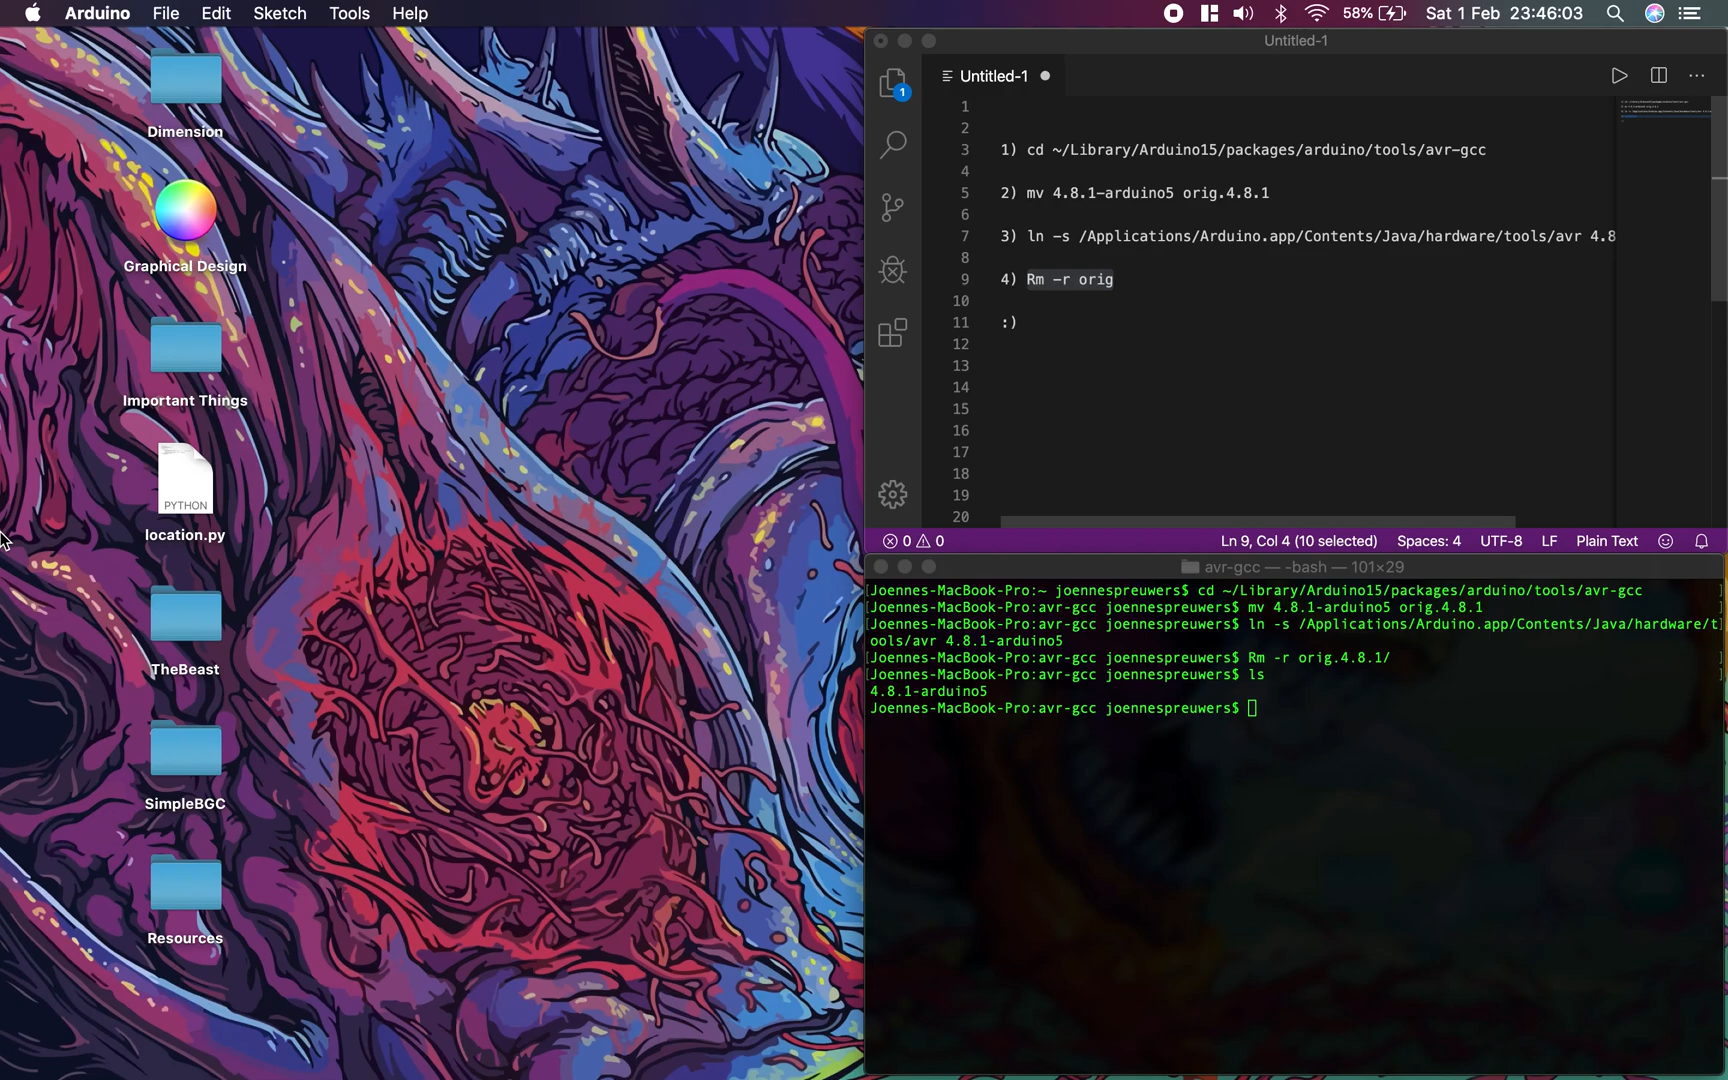 Arduino File Edit Sketch Tools Help 58% Sat 1 Feb 23:46:03
Dimension
Graphical Design
Important Things
PYTHON
location.py
TheBeast
SimpleBGC
Resources
Untitled-1
Untitled-1
1
1
2
3 1) cd ~/Library/Arduino15/packages/arduino/tools/avr-gcc
4
5 2) mv 4.8.1-arduino5 orig.4.8.1
6
7 3) ln -s /Applications/Arduino.app/Contents/Java/hardware/tools/avr 4.8
8
9 4) Rm -r orig
10
11 :)
12
13
14
15
16
17
18
19
20
0 0 Ln 9, Col 4 (10 selected) Spaces: 4 UTF-8 LF Plain Text
avr-gcc — -bash — 101×29
[Joennes-MacBook-Pro:~ joennespreuwers$ cd ~/Library/Arduino15/packages/arduino/tools/avr-gcc ]
[Joennes-MacBook-Pro:avr-gcc joennespreuwers$ mv 4.8.1-arduino5 orig.4.8.1 ]
[Joennes-MacBook-Pro:avr-gcc joennespreuwers$ ln -s /Applications/Arduino.app/Contents/Java/hardware/t]
ools/avr 4.8.1-arduino5
[Joennes-MacBook-Pro:avr-gcc joennespreuwers$ Rm -r orig.4.8.1/ ]
[Joennes-MacBook-Pro:avr-gcc joennespreuwers$ ls ]
4.8.1-arduino5
Joennes-MacBook-Pro:avr-gcc joennespreuwers$